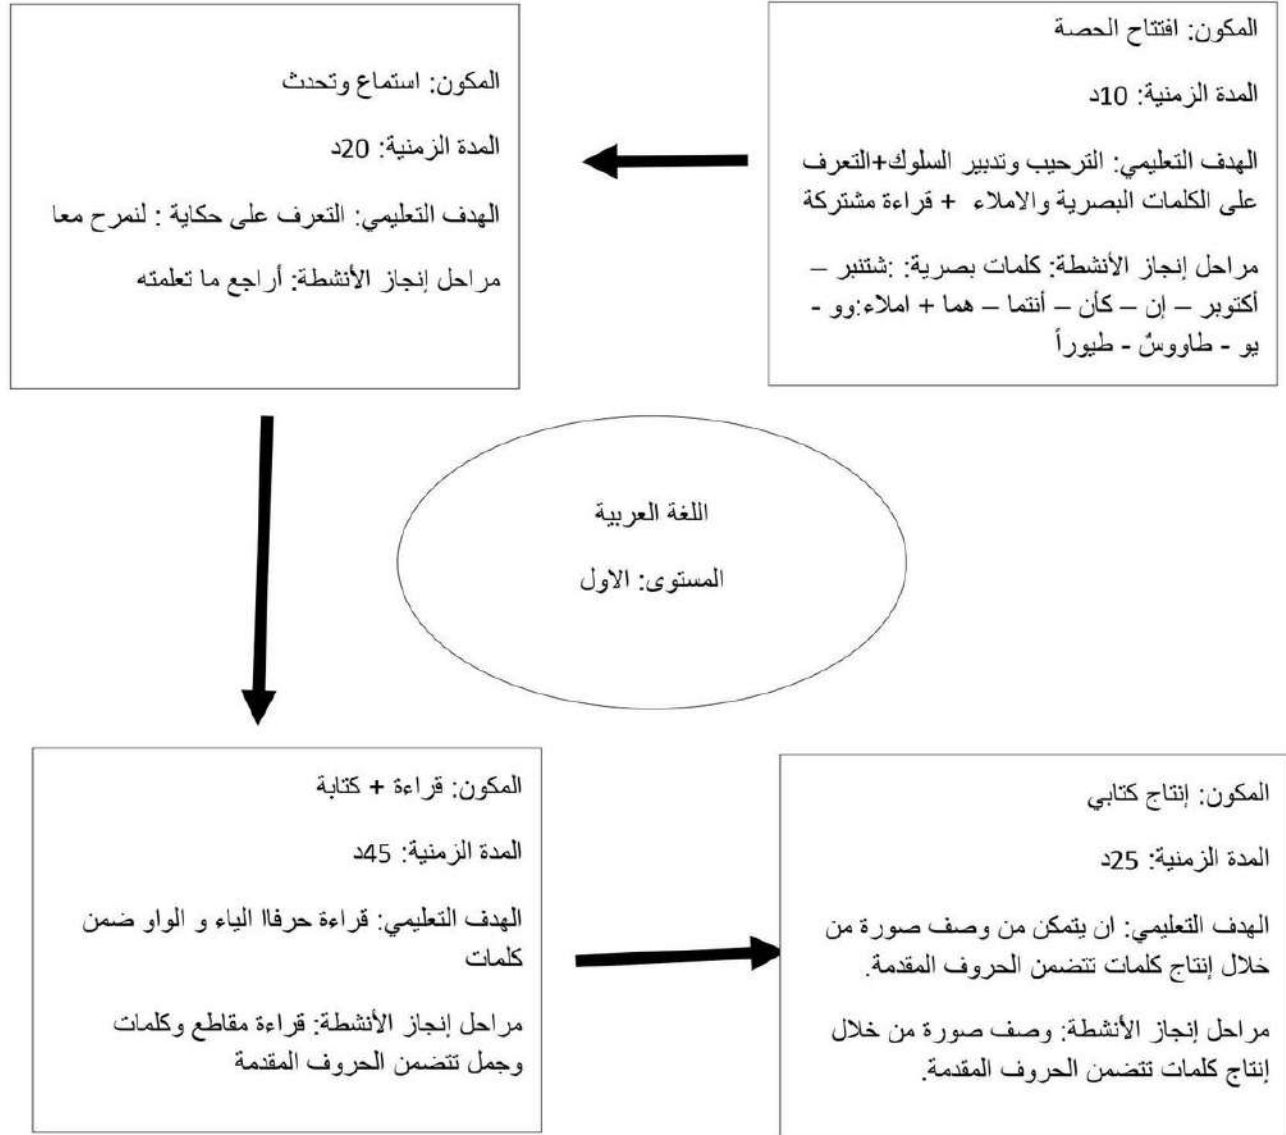 المكون: افتتاح الحصة
المدة الزمنية: 10د
الهدف التعليمي: الترحيب وتدبير السلوك+التعرف
على الكلمات البصرية والاملاء + قراءة مشتركة
مراحل إنجاز الأنشطة: كلمات بصرية: :شتنبر –
أكتوبر – إن – كأن – أنتما – هما + املاء:وو -
يو - طاووسٌ - طيوراً
المكون: استماع وتحدث
المدة الزمنية: 20د
الهدف التعليمي: التعرف على حكاية : لنمرح معا
مراحل إنجاز الأنشطة: أراجع ما تعلمته
اللغة العربية
المستوى: الاول
المكون: قراءة + كتابة
المدة الزمنية: 45د
الهدف التعليمي: قراءة حرفاا الياء و الواو ضمن
كلمات
مراحل إنجاز الأنشطة: قراءة مقاطع وكلمات
وجمل تتضمن الحروف المقدمة
المكون: إنتاج كتابي
المدة الزمنية: 25د
الهدف التعليمي: ان يتمكن من وصف صورة من
خلال إنتاج كلمات تتضمن الحروف المقدمة.
مراحل إنجاز الأنشطة: وصف صورة من خلال
إنتاج كلمات تتضمن الحروف المقدمة.